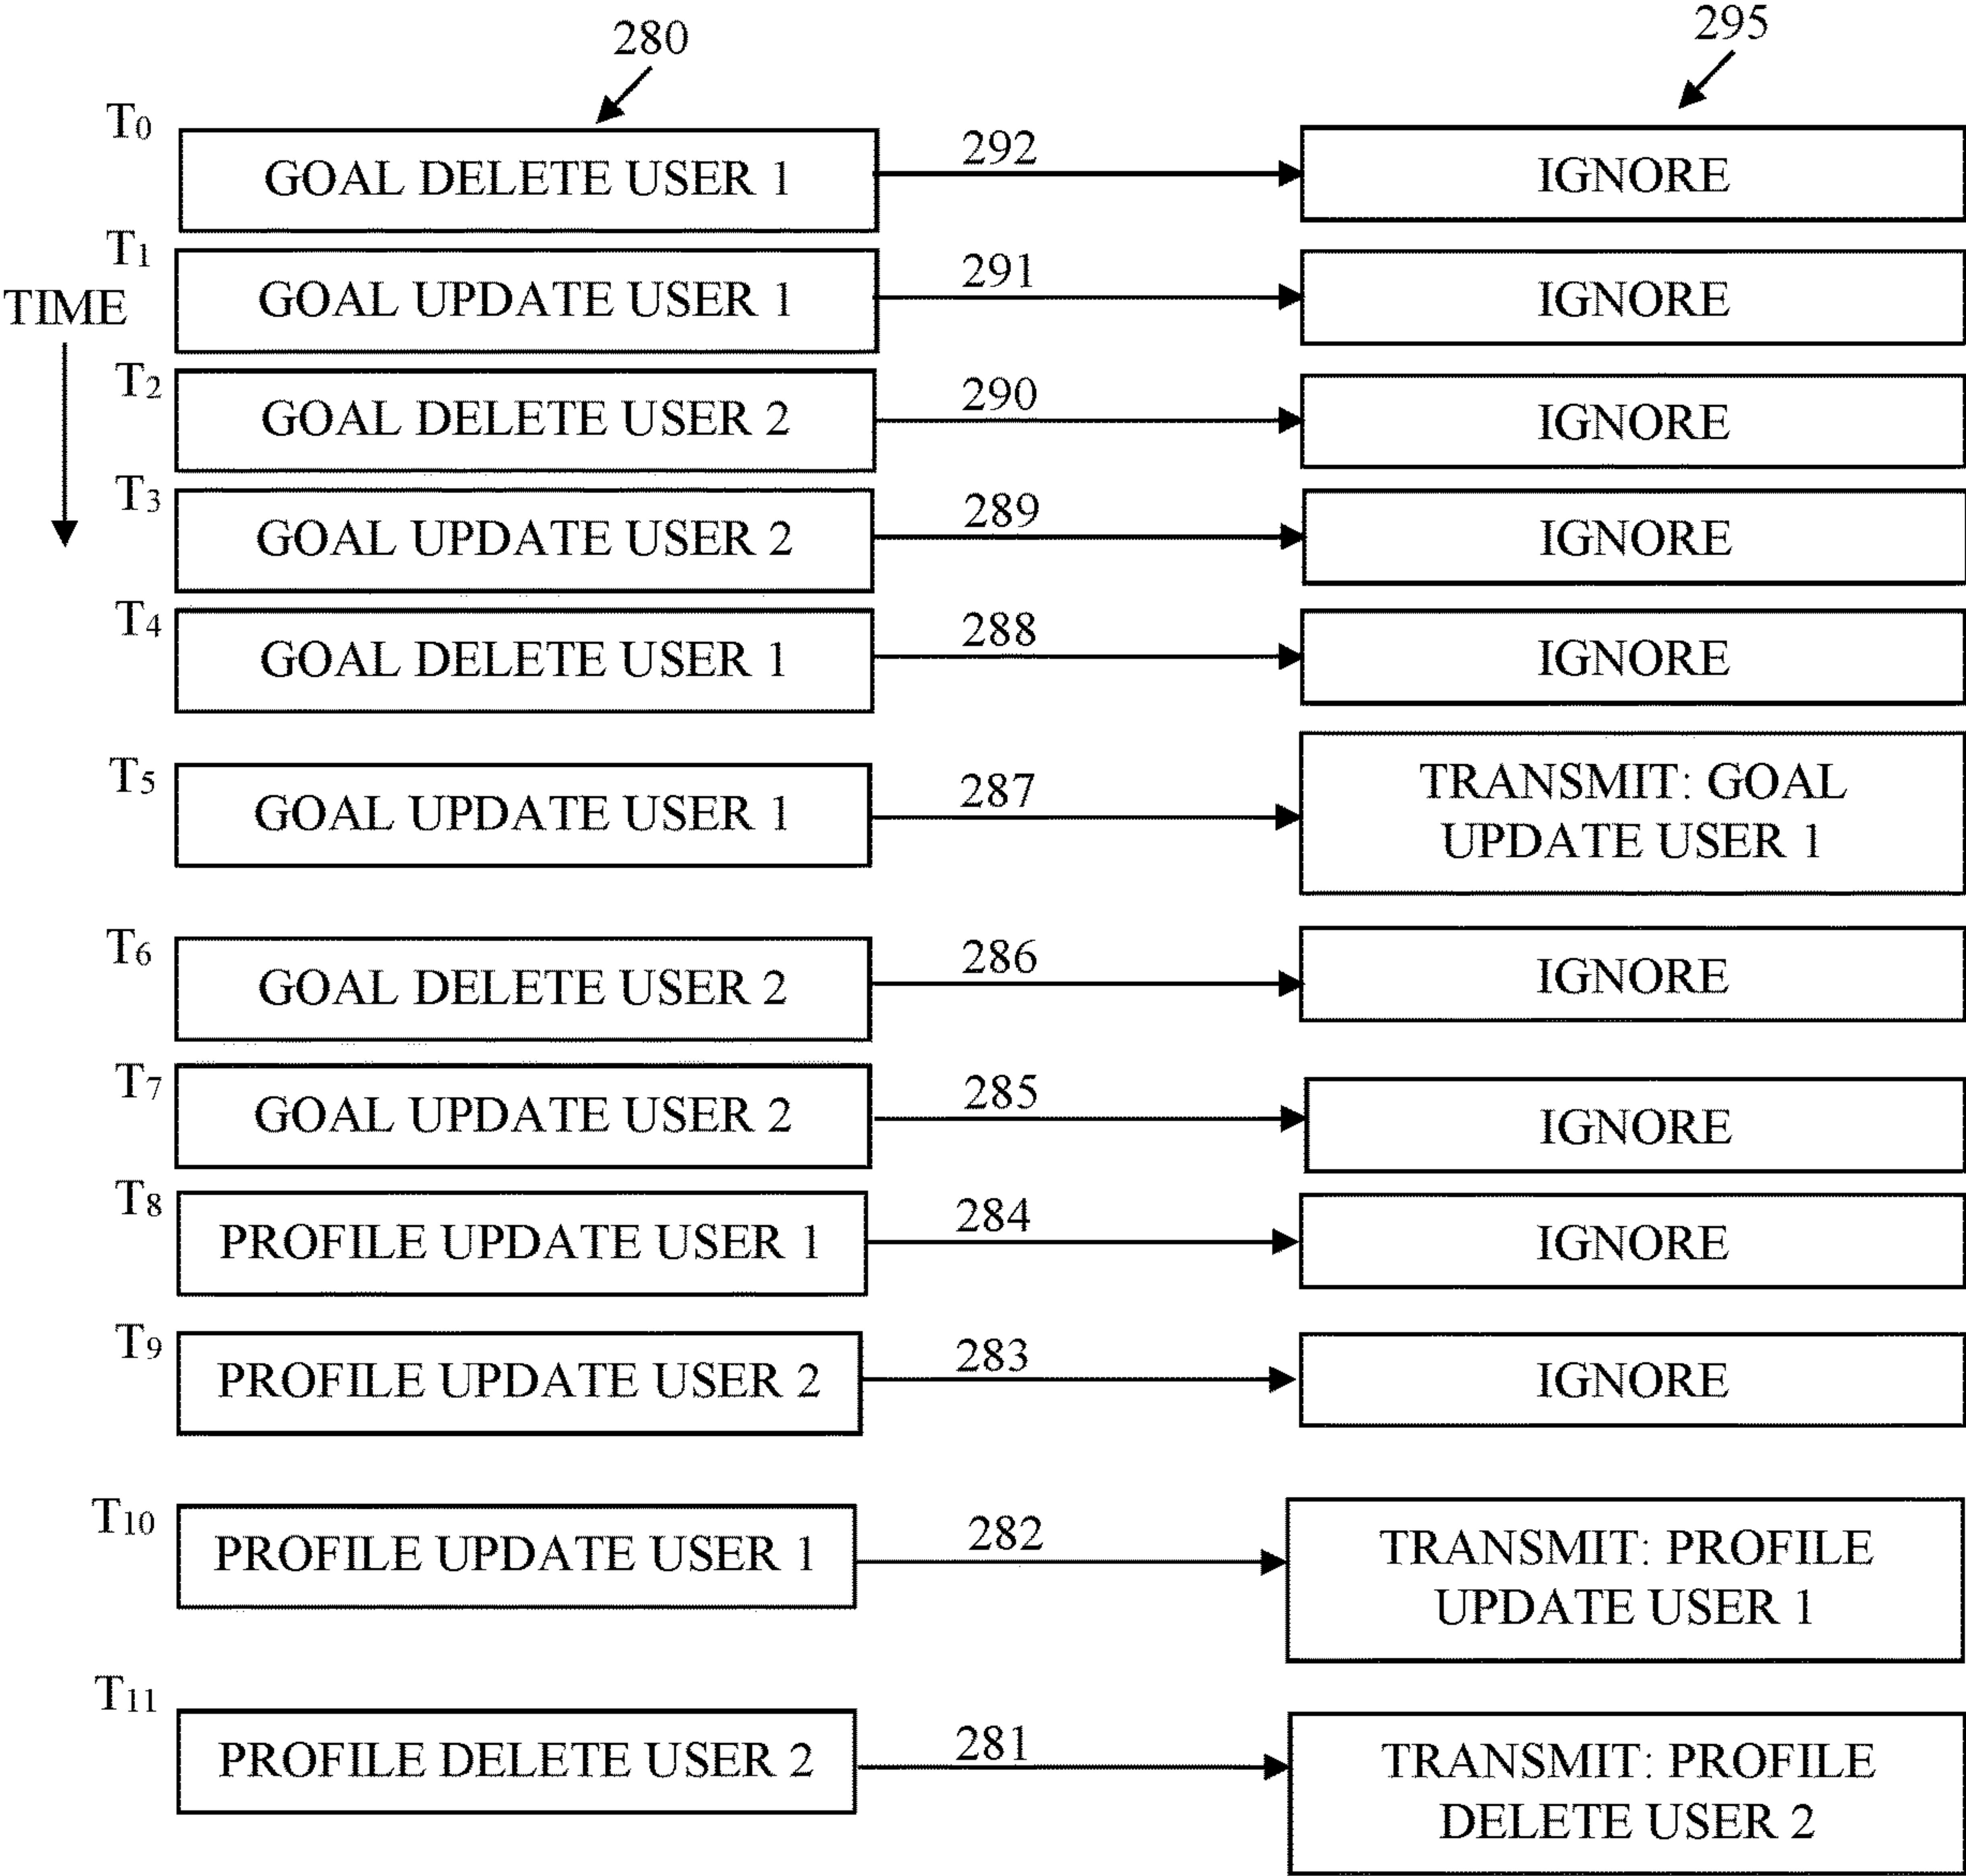 280
295
T0
GOAL DELETE USER 1
292
IGNORE
T1
GOAL UPDATE USER 1
291
IGNORE
TIME
T2
GOAL DELETE USER 2
290
IGNORE
T3
GOAL UPDATE USER 2
289
IGNORE
T4
GOAL DELETE USER 1
288
IGNORE
T5
GOAL UPDATE USER 1
287
TRANSMIT: GOAL
UPDATE USER 1
T6
GOAL DELETE USER 2
286
IGNORE
T7
GOAL UPDATE USER 2
285
IGNORE
T8
PROFILE UPDATE USER 1
284
IGNORE
T9
PROFILE UPDATE USER 2
283
IGNORE
T10
PROFILE UPDATE USER 1
282
TRANSMIT: PROFILE
UPDATE USER 1
T11
PROFILE DELETE USER 2
281
TRANSMIT: PROFILE
DELETE USER 2